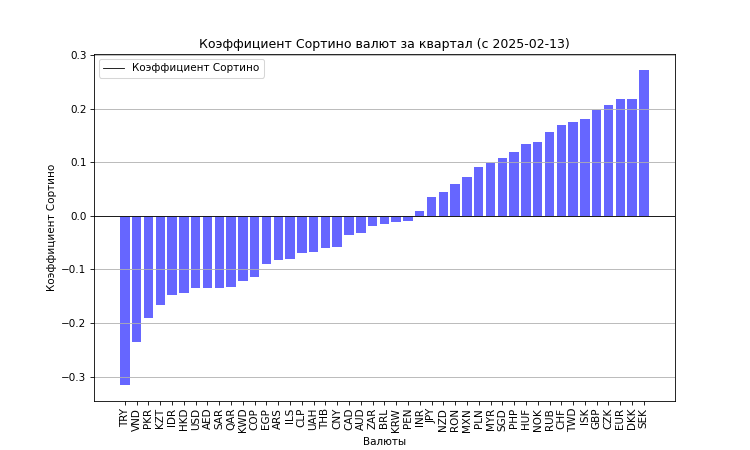 Коэффициент Сортино валют за квартал (с 2025-02-13)
Коэффициент Сортино
0.3
0.2
0.1
0.0
−0.1
−0.2
−0.3
Коэффициент Сортино
TRY VND PKR KZT IDR HKD USD AED SAR QAR KWD COP EGP ARS ILS CLP UAH THB CNY CAD AUD ZAR BRL KRW PEN INR JPY NZD RON MXN PLN MYR SGD PHP HUF NOK RUB CHF TWD ISK GBP CZK EUR DKK SEK
Валюты